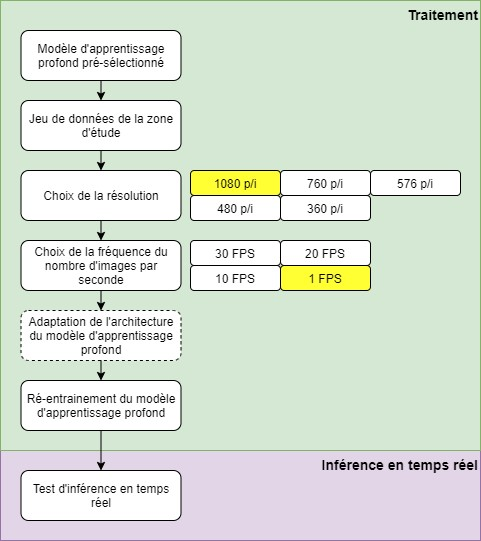 Traitement
Modèle d'apprentissage
profond pré-sélectionné
Jeu de données de la zone
d'étude
Choix de la résolution
1080 p/i
760 p/i
576 p/i
480 p/i
360 p/i
Choix de la fréquence du
nombre d'images par
seconde
30 FPS
20 FPS
10 FPS
1 FPS
Adaptation de l'architecture
du modèle d'apprentissage
profond
Ré-entrainement du modèle
d'apprentissage profond
Inférence en temps réel
Test d'inférence en temps
réel